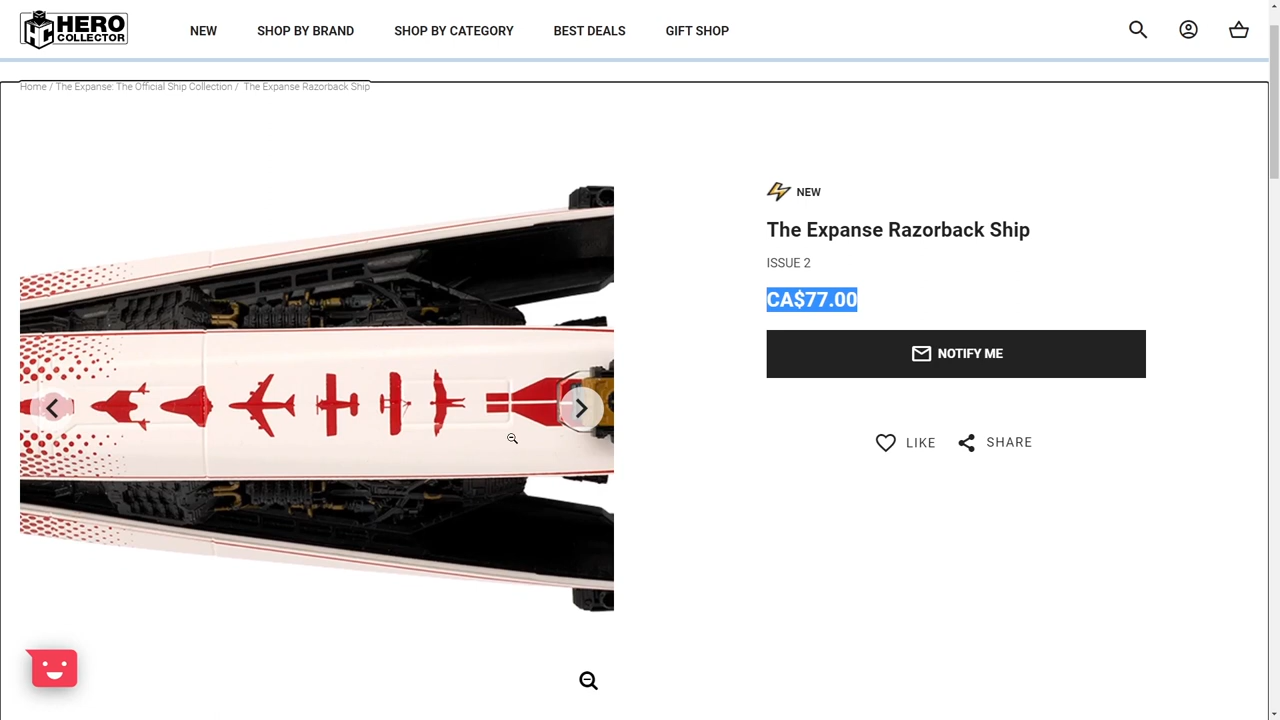 HERO
COLLECTOR
NEW
SHOP BY BRAND
SHOP BY CATEGORY
BEST DEALS
GIFT SHOP
Home / The Expanse: The Official Ship Collection / The Expanse Razorback Ship
NEW
The Expanse Razorback Ship
ISSUE 2
CA$77.00
NOTIFY ME
LIKE
SHARE